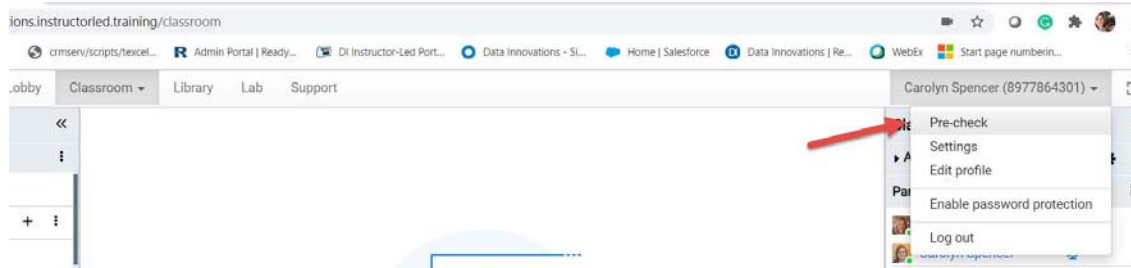 ions.instructorled.training/classroom
crmserv/scripts/texcel... Admin Portal | Ready... DI Instructor-Led Port... Data Innovations - Si... Home | Salesforce Data Innovations | Re... WebEx Start page numberin...
obby Classroom Library Lab Support Carolyn Spencer (8977864301)
Pre-check
Settings
Edit profile
Par
Enable password protection
Log out
Carolyn Spencer